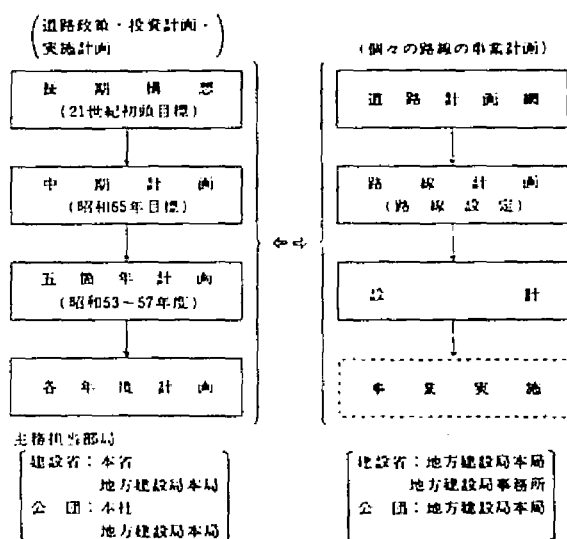 道路政策・投資計画・
実施計画
長期構想
(21世紀初頭目標)
中期計画
(昭和65年目標)
五箇年計画
(昭和53~57年度)
各年度計画
主務担当部局
建設省:本省
地方建設局本局
公団:本社
地方建設局本局
(個々の路線の事業計画)
道路計画網
路線計画
(路線設定)
設計
事業実施
建設省:地方建設局本局
地方建設局事務所
公団:地方建設局本局